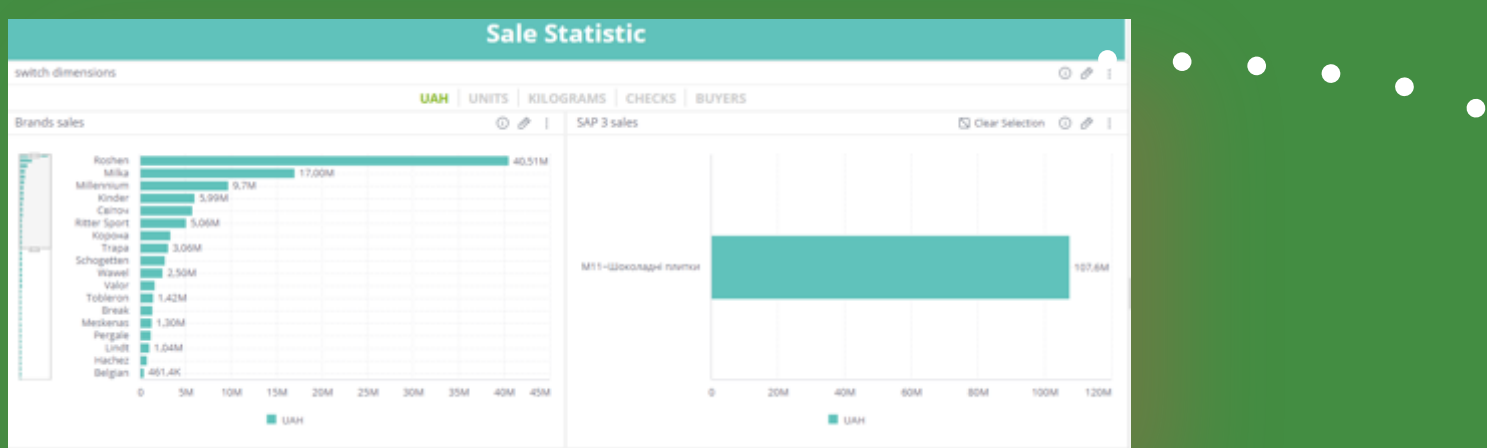 Sale Statistic
switch dimensions
UAH UNITS KILOGRAMS CHECKS BUYERS
Brands sales
Roshen 40,51M
Milka 17,00M
Millennium 9,7M
Kinder 5,99M
Світоч
Ritter Sport 5,06M
Корона
Trapa 3,06M
Schogetten
Wawel 2,50M
Valor
Tobleron 1,42M
Break
Meskenas 1,30M
Pergale
Lindt 1,04M
Hachez
Belgian 461,4K
0 5M 10M 15M 20M 25M 30M 35M 40M 45M
UAH
SAP 3 sales Clear Selection
М11-Шоколадні плитки 107,6M
0 20M 40M 60M 80M 100M 120M
UAH